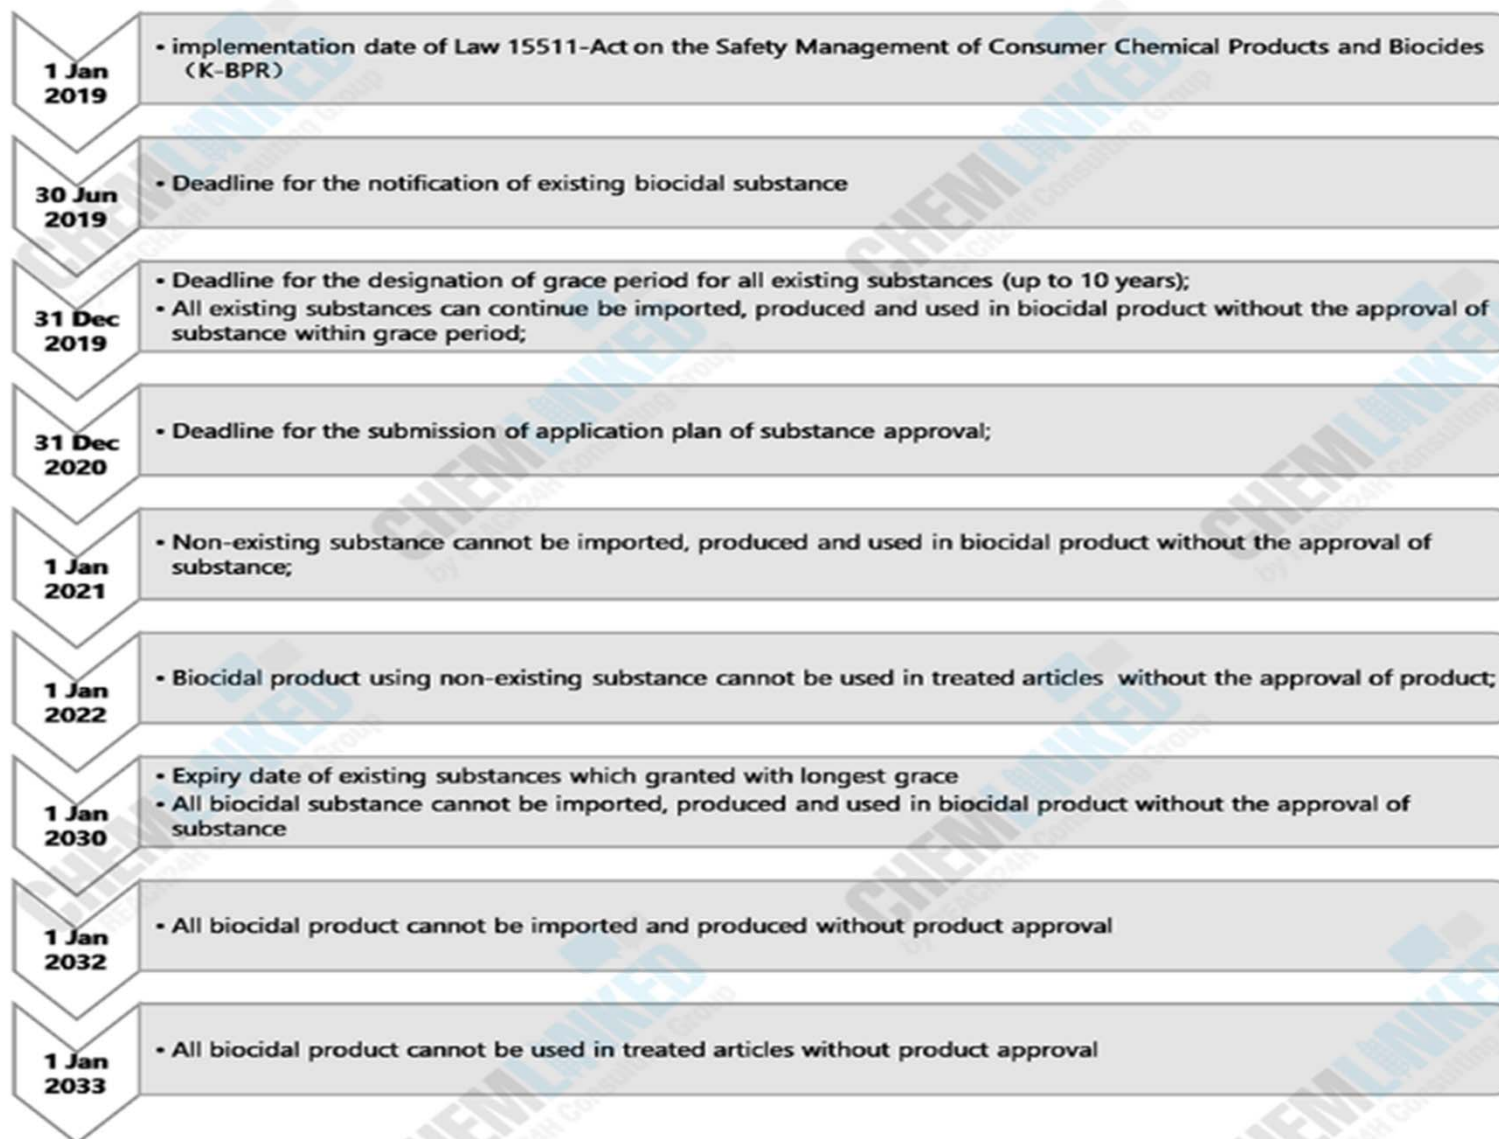 1 Jan
2019
• implementation date of Law 15511-Act on the Safety Management of Consumer Chemical Products and Biocides
（K-BPR）
30 Jun
2019
• Deadline for the notification of existing biocidal substance
31 Dec
2019
• Deadline for the designation of grace period for all existing substances (up to 10 years);
• All existing substances can continue be imported, produced and used in biocidal product without the approval of
substance within grace period;
31 Dec
2020
• Deadline for the submission of application plan of substance approval;
1 Jan
2021
• Non-existing substance cannot be imported, produced and used in biocidal product without the approval of
substance;
1 Jan
2022
• Biocidal product using non-existing substance cannot be used in treated articles without the approval of product;
1 Jan
2030
• Expiry date of existing substances which granted with longest grace
• All biocidal substance cannot be imported, produced and used in biocidal product without the approval of
substance
1 Jan
2032
• All biocidal product cannot be imported and produced without product approval
1 Jan
2033
• All biocidal product cannot be used in treated articles without product approval
CHEMLINKED
by REACH24H Consulting Group